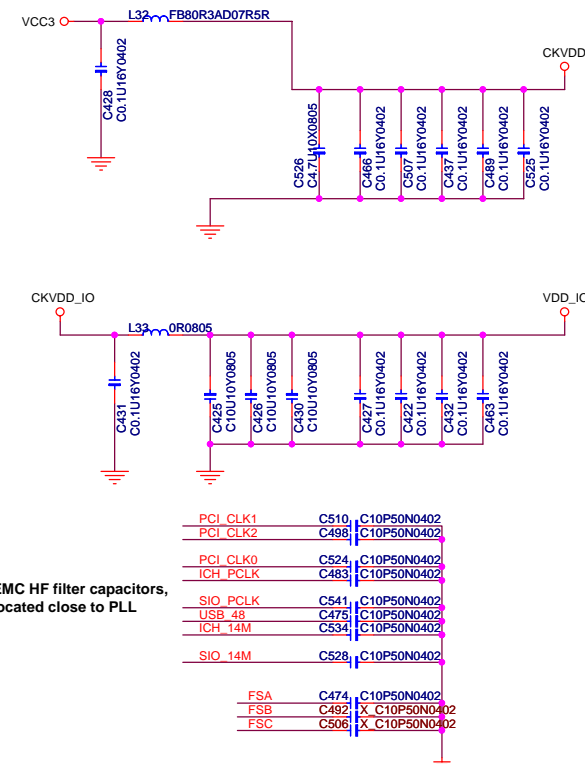 VCC3
L32 FB80R3AD07R5R
CKVDD
C428
C0.1U16Y0402
C526
C4.7U10X0805
C466
C0.1U16Y0402
C507
C0.1U16Y0402
C437
C0.1U16Y0402
C489
C0.1U16Y0402
C525
C0.1U16Y0402
CKVDD_IO
L33 0R0805
VDD_IO
C431
C0.1U16Y0402
C425
C10U10Y0805
C426
C10U10Y0805
C430
C10U10Y0805
C427
C0.1U16Y0402
C422
C0.1U16Y0402
C432
C0.1U16Y0402
C463
C0.1U16Y0402
PCI_CLK1 C510 C10P50N0402
PCI_CLK2 C498 C10P50N0402
PCI_CLK0 C524 C10P50N0402
ICH_PCLK C483 C10P50N0402
EMC HF filter capacitors,
located close to PLL
SIO_PCLK C541 C10P50N0402
USB_48 C475 C10P50N0402
ICH_14M C534 C10P50N0402
SIO_14M C528 C10P50N0402
FSA C474 C10P50N0402
FSB C492 X_C10P50N0402
FSC C506 X_C10P50N0402